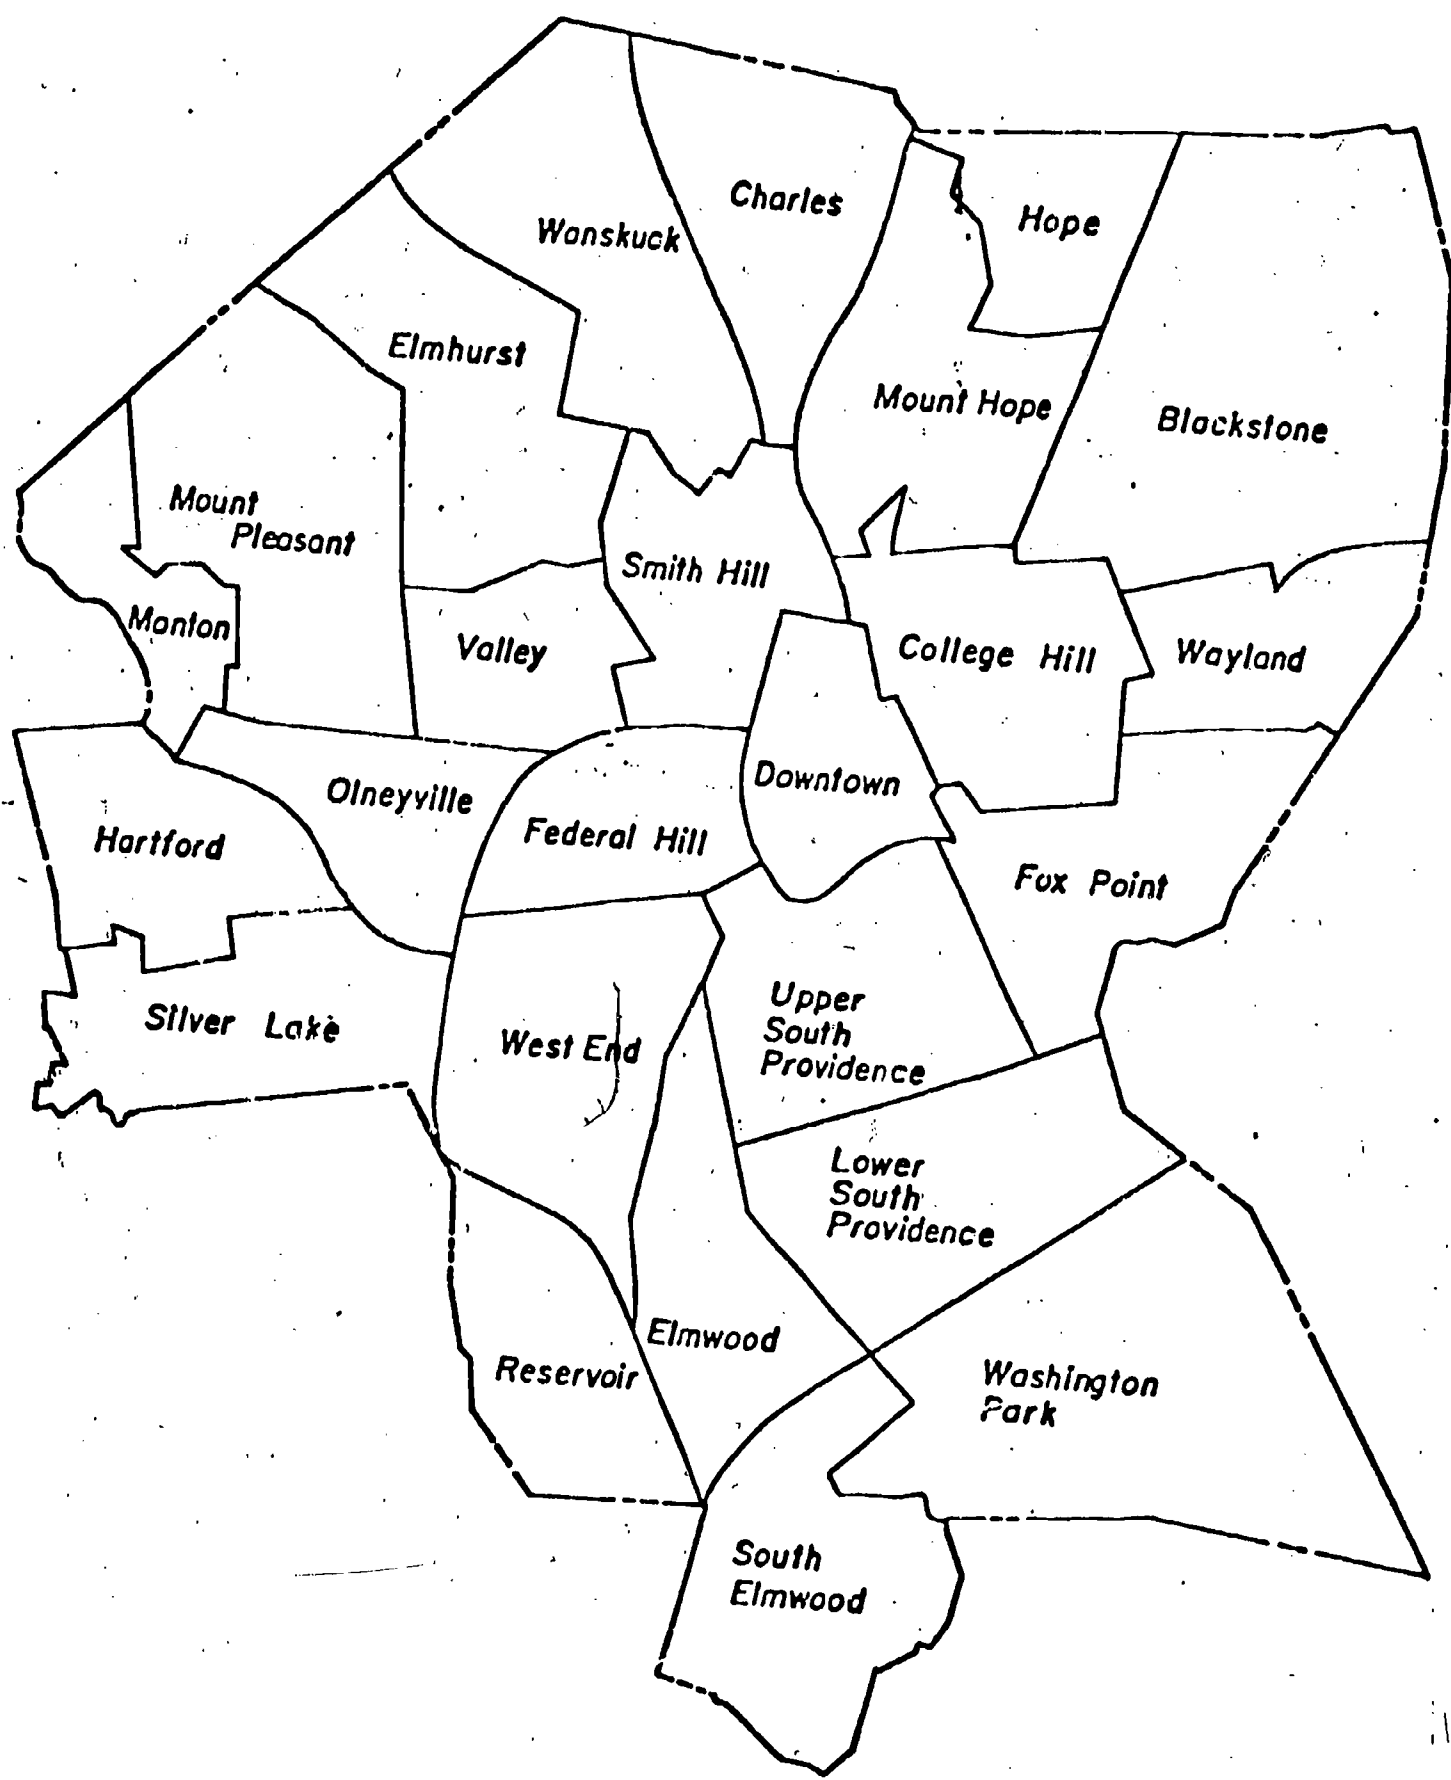 Charles
Hope
Wanskuck
Elmhurst
Mount Hope
Blackstone
Mount
Pleasant
Smith Hill
Manton
Valley
College Hill
Wayland
Downtown
Olneyville
Federal Hill
Hartford
Fox Point
Upper
South
Providence
Silver Lake
West End
Lower
South
Providence
Elmwood
Reservoir
Washington
Park
South
Elmwood